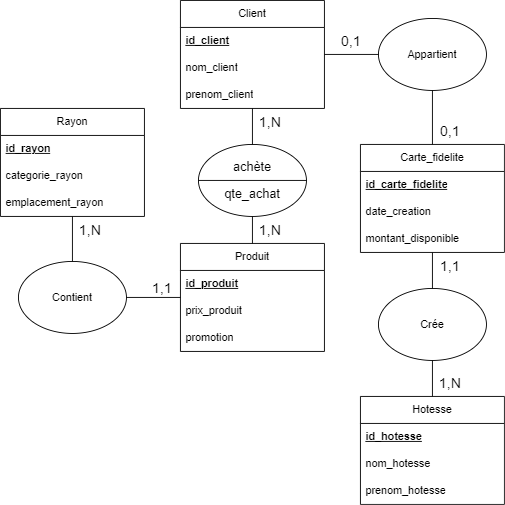 Client
id_client
nom_client
prenom_client
0,1
Appartient
1,N
0,1
Rayon
id_rayon
categorie_rayon
emplacement_rayon
achète
qte_achat
Carte_fidelite
id_carte_fidelite
date_creation
montant_disponible
1,N
1,N
Produit
id_produit
prix_produit
promotion
Contient
1,1
1,1
Crée
1,N
Hotesse
id_hotesse
nom_hotesse
prenom_hotesse